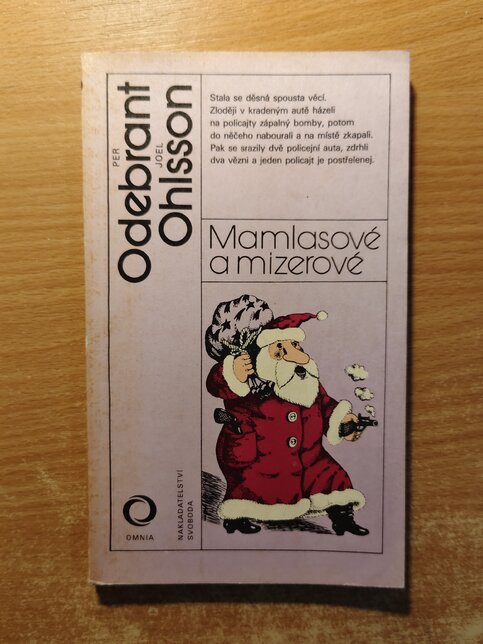 PER
Odebrant
JOEL
Ohlsson
Stala se děsná spousta věcí.
Zloději v kradeným autě házeli
na policajty zápalný bomby, potom
do něčeho nabourali a na místě zkapali.
Pak se srazily dvě policejní auta, zdrhli
dva vězni a jeden policajt je postřelenej.
Mamlasové
a mizerové
OMNIA
NAKLADATELSTVÍ
SVOBODA